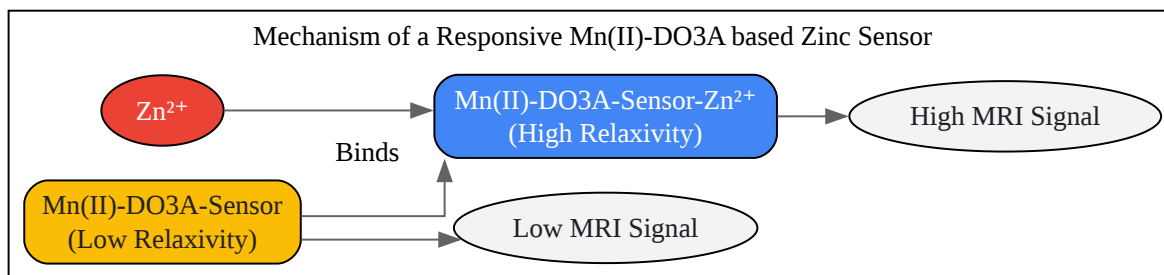 Mechanism of a Responsive Mn(II)-DO3A based Zinc Sensor
Zn²⁺
Mn(II)-DO3A-Sensor-Zn²⁺
(High Relaxivity)
High MRI Signal
Binds
Mn(II)-DO3A-Sensor
(Low Relaxivity)
Low MRI Signal